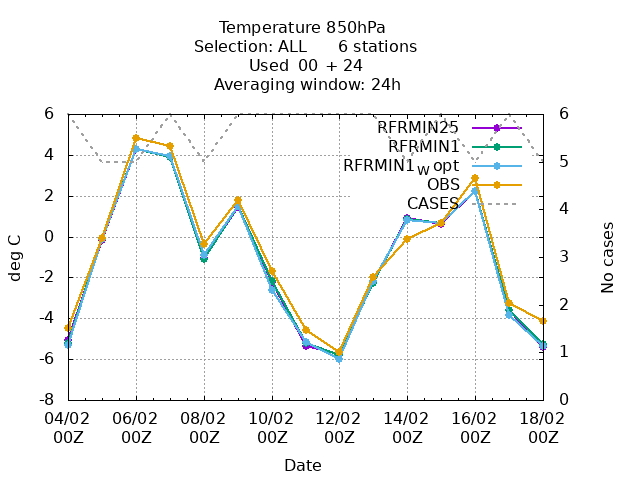 Temperature 850hPa
Selection: ALL 6 stations
Used 00 + 24
Averaging window: 24h
RFRMIN25
RFRMIN1
RFRMIN1w opt
OBS
CASES
6
4
2
0
-2
-4
-6
-8
6
5
4
3
2
1
0
deg C
No cases
04/02 06/02 08/02 10/02 12/02 14/02 16/02 18/02
00Z 00Z 00Z 00Z 00Z 00Z 00Z 00Z
Date